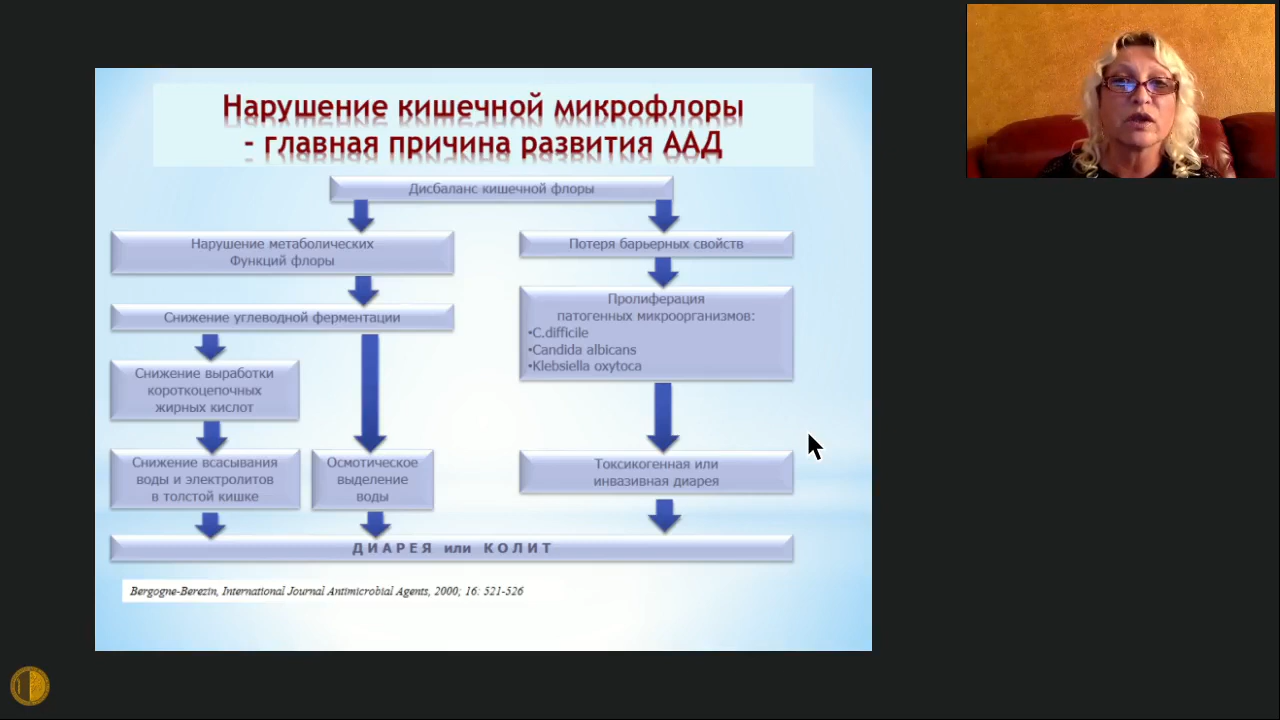 Нарушение кишечной микрофлоры
- главная причина развития ААД
Дисбаланс кишечной флоры
Нарушение метаболических
Функций флоры
Снижение углеводной ферментации
Снижение выработки
короткоцепочных
жирных кислот
Снижение всасывания
воды и электролитов
в толстой кишке
Осмотическое
выделение
воды
Потеря барьерных свойств
Пролиферация
патогенных микроорганизмов:
•C.difficile
•Candida albicans
•Klebsiella oxytoca
Токсикогенная или
инвазивная диарея
Д И А Р Е Я или К О Л И Т
Bergogne-Berezin, International Journal Antimicrobial Agents, 2000; 16: 521-526